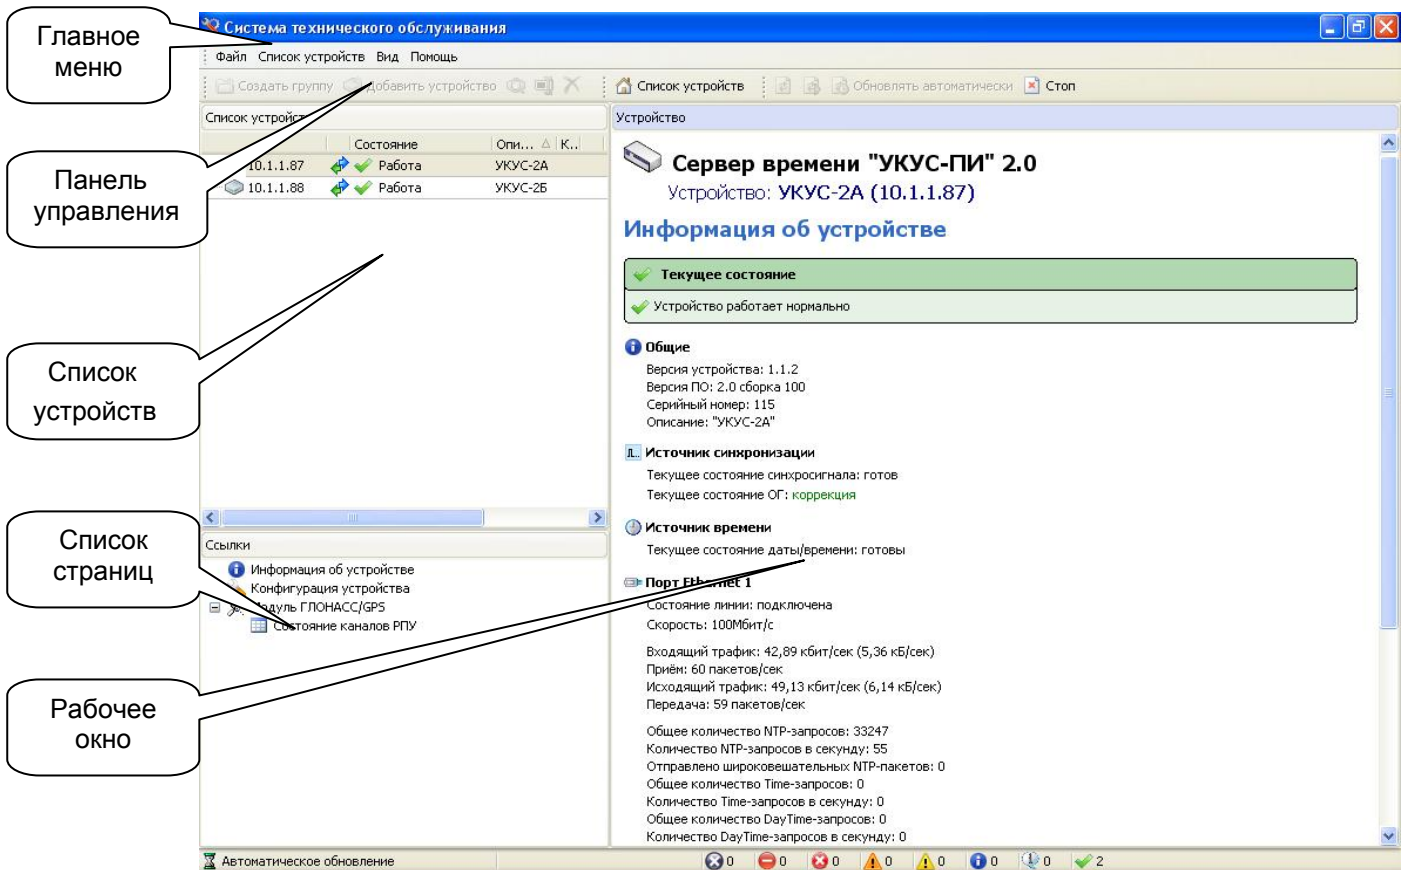 Главное
меню
Панель
управления
Список
устройств
Список
страниц
Рабочее
окно
Система технического обслуживания
Файл Список устройств Вид Помощь
Создать группу Добавить устройство Список устройств Обновлять автоматически Стоп
Список устройств
Состояние Опи... К..
10.1.1.87 Работа УКУС-2А
10.1.1.88 Работа УКУС-2Б
Ссылки
Информация об устройстве
Конфигурация устройства
Модуль ГЛОНАСС/GPS
Состояние каналов РПУ
Устройство
Сервер времени "УКУС-ПИ" 2.0
Устройство: УКУС-2А (10.1.1.87)
Информация об устройстве
Текущее состояние
Устройство работает нормально
Общие
Версия устройства: 1.1.2
Версия ПО: 2.0 сборка 100
Серийный номер: 115
Описание: "УКУС-2А"
Источник синхронизации
Текущее состояние синхросигнала: готов
Текущее состояние ОГ: коррекция
Источник времени
Текущее состояние даты/времени: готовы
Порт Ethernet 1
Состояние линии: подключена
Скорость: 100Мбит/с
Входящий трафик: 42,89 кбит/сек (5,36 кБ/сек)
Приём: 60 пакетов/сек
Исходящий трафик: 49,13 кбит/сек (6,14 кБ/сек)
Передача: 59 пакетов/сек
Общее количество NTP-запросов: 33247
Количество NTP-запросов в секунду: 55
Отправлено широковещательных NTP-пакетов: 0
Общее количество Time-запросов: 0
Количество Time-запросов в секунду: 0
Общее количество DayTime-запросов: 0
Количество DayTime-запросов в секунду: 0
Автоматическое обновление 0 0 0 0 0 0 0 2